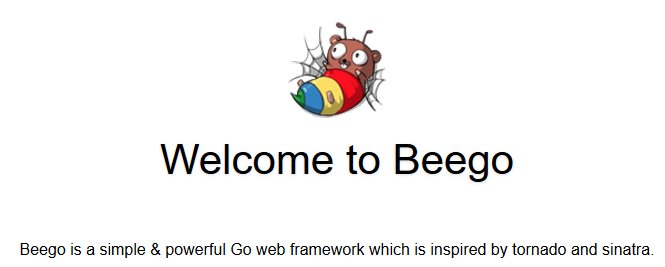 Welcome to Beego
Beego is a simple & powerful Go web framework which is inspired by tornado and sinatra.